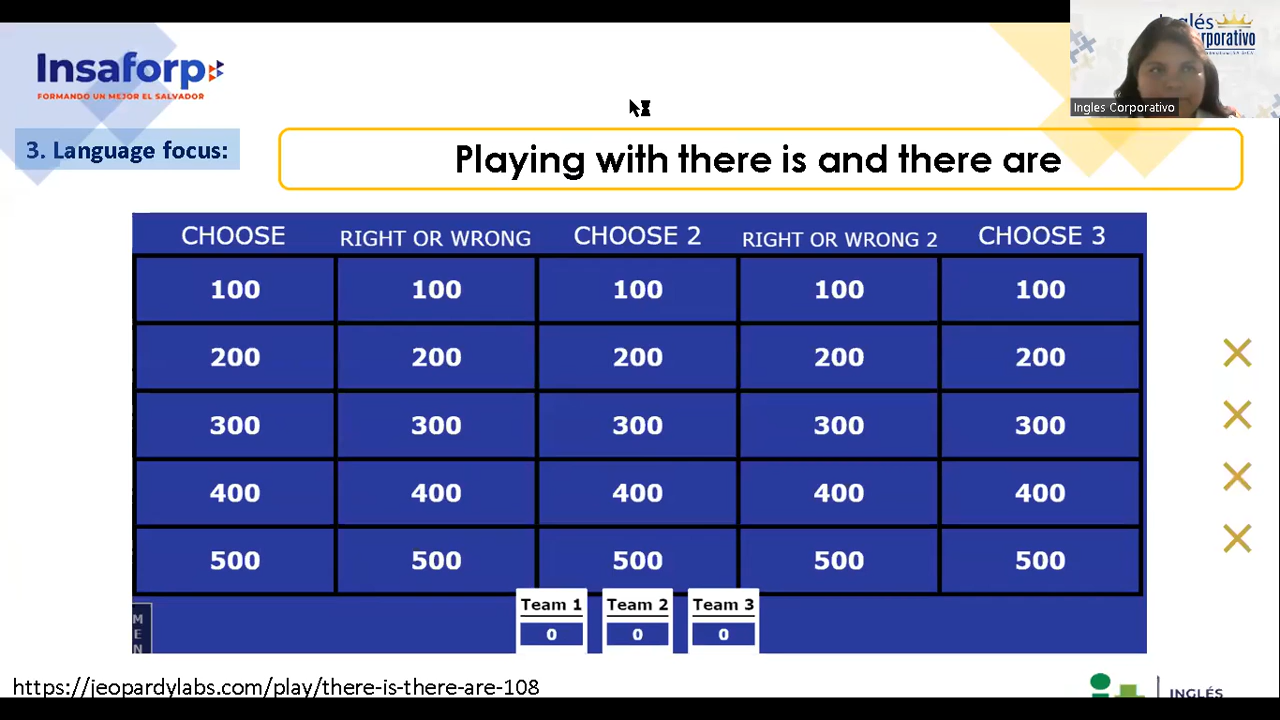 Insaforp
FORMANDO UN MEJOR EL SALVADOR
Inglés
Corporativo
Ingles Corporativo
3. Language focus:
Playing with there is and there are
CHOOSE RIGHT OR WRONG CHOOSE 2 RIGHT OR WRONG 2 CHOOSE 3
100 100 100 100 100
200 200 200 200 200
300 300 300 300 300
400 400 400 400 400
500 500 500 500 500
Team 1 Team 2 Team 3
0 0 0
M
E
N
https://jeopardylabs.com/play/there-is-there-are-108
INGLÉS